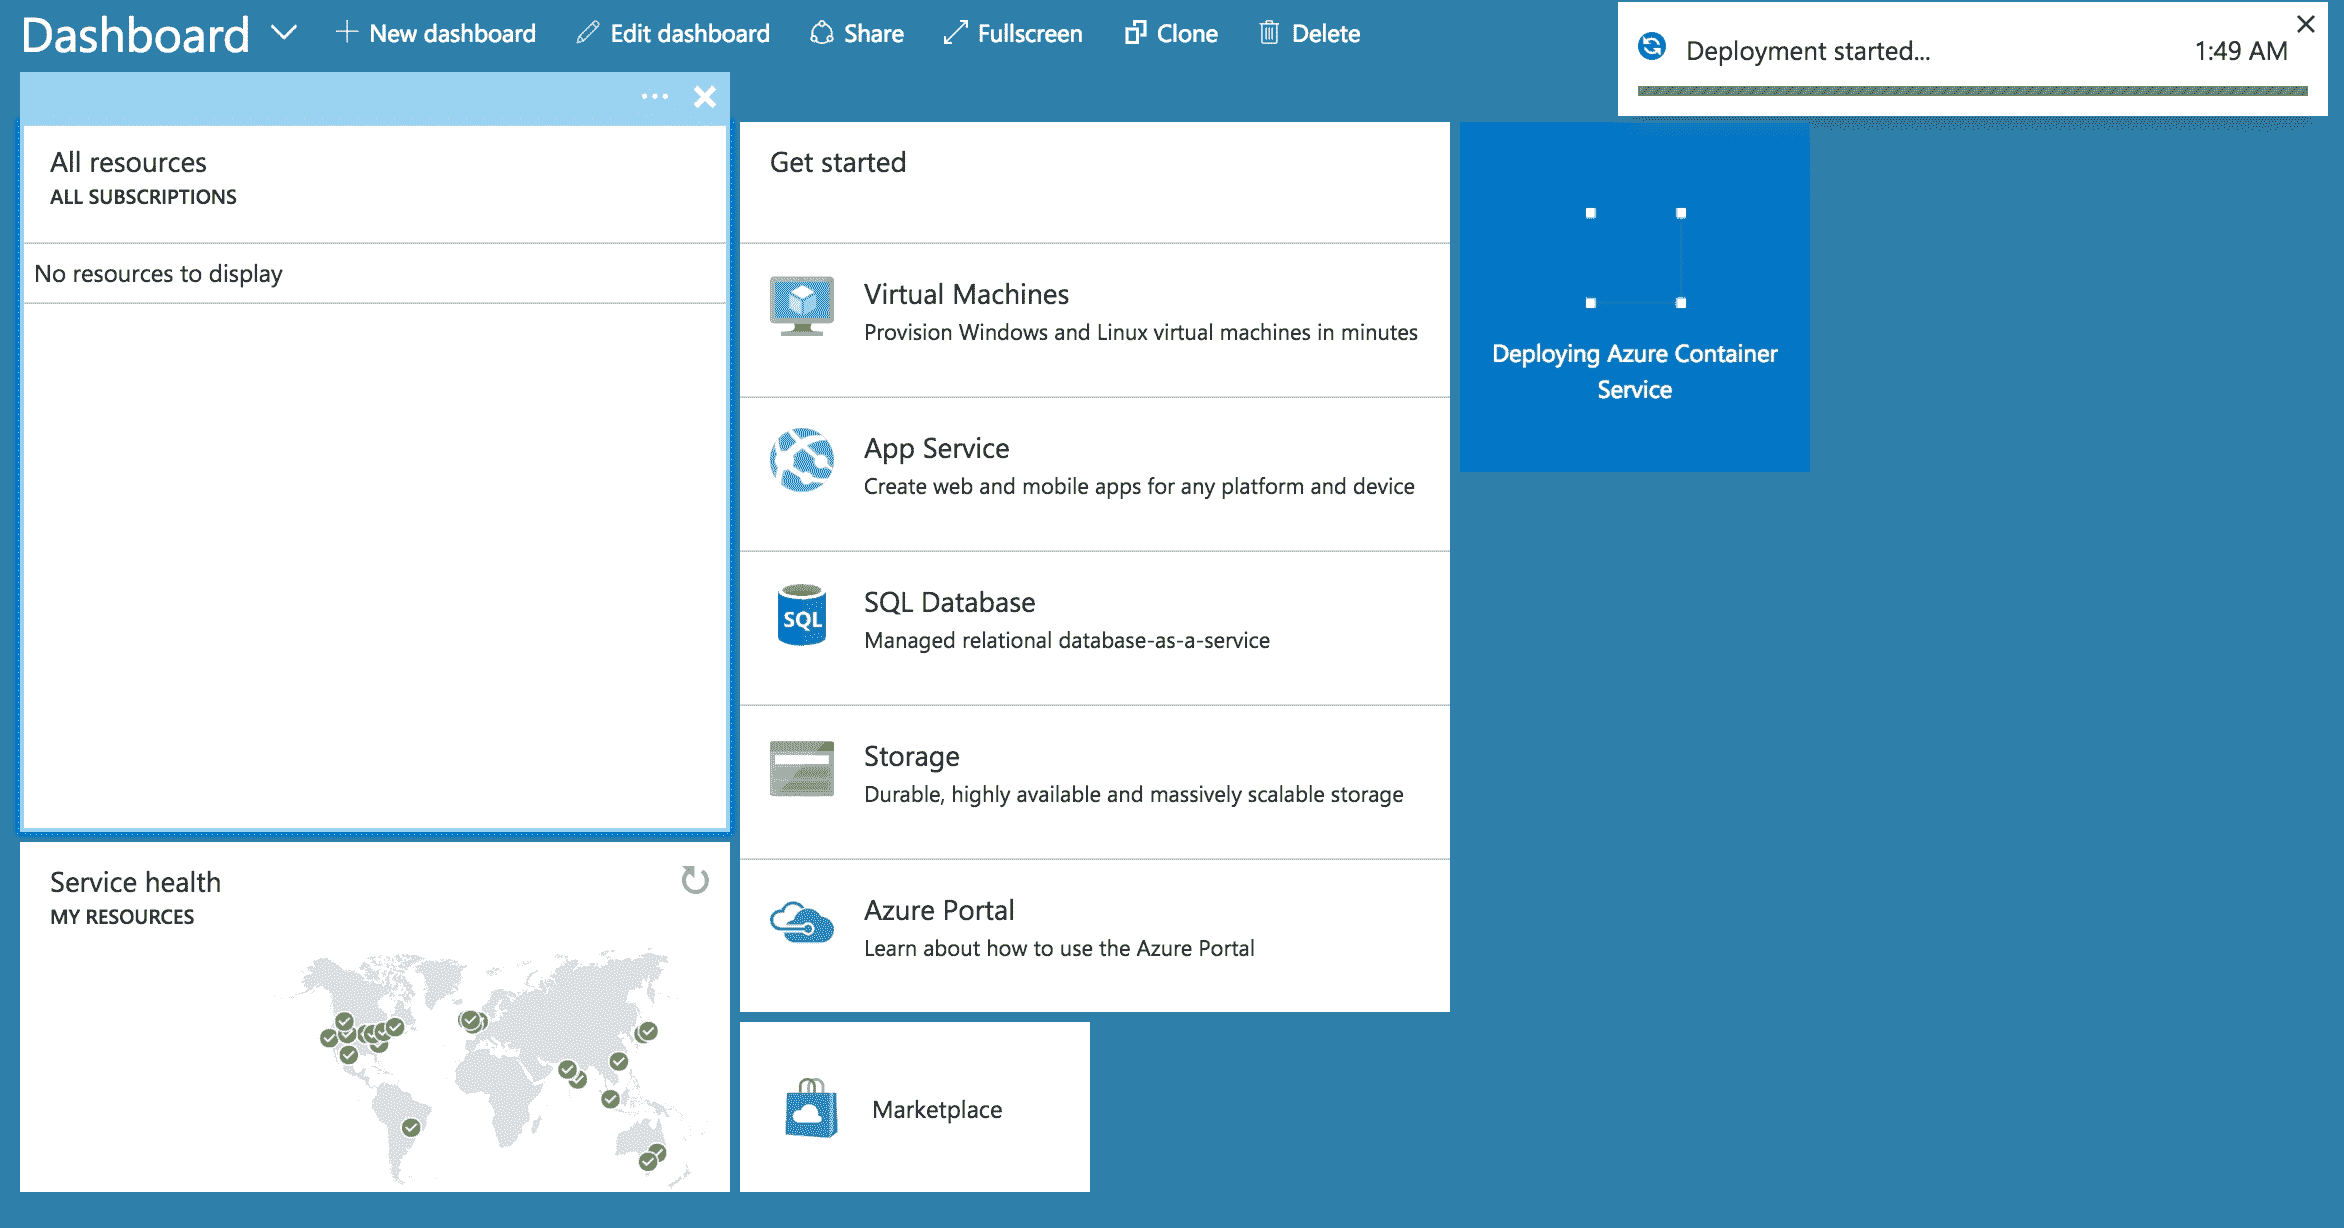 Dashboard
New dashboard
Edit dashboard
Share
Fullscreen
Clone
Delete
Deployment started...
1:49 AM
All resources
ALL SUBSCRIPTIONS
No resources to display
Get started
Virtual Machines
Provision Windows and Linux virtual machines in minutes
App Service
Create web and mobile apps for any platform and device
SQL
SQL Database
Managed relational database-as-a-service
Storage
Durable, highly available and massively scalable storage
Azure Portal
Learn about how to use the Azure Portal
Deploying Azure Container
Service
Service health
MY RESOURCES
Marketplace